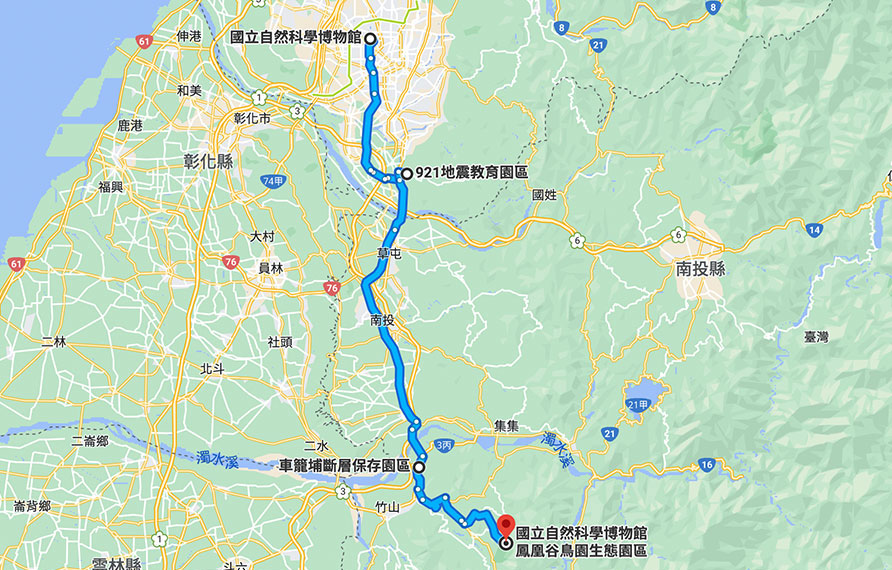 8
61
伸港
國立自然科學博物館
8
21
和美
1
3
彰化市
鹿港
彰化縣
921地震教育園區
74甲
福興
國姓
14
大村
6
6
草屯
61
76
員林
南投縣
76
南投
臺灣
二林
社頭
北斗
21甲
集集
二崙鄉
二水
3丙
濁水溪
21
濁水溪
車籠埔斷層保存園區
16
3
崙背鄉
竹山
國立自然科學博物館
鳳凰谷鳥園生態園區
1
雲林縣
斗六